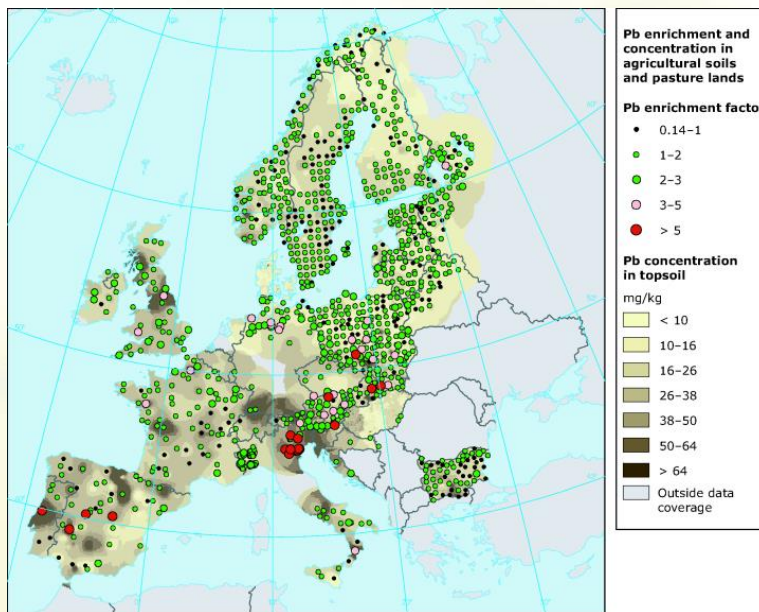 Pb enrichment and
concentration in
agricultural soils
and pasture lands
Pb enrichment facto
0.14–1
1–2
2–3
3–5
> 5
Pb concentration
in topsoil
mg/kg
< 10
10–16
16–26
26–38
38–50
50–64
> 64
Outside data
coverage